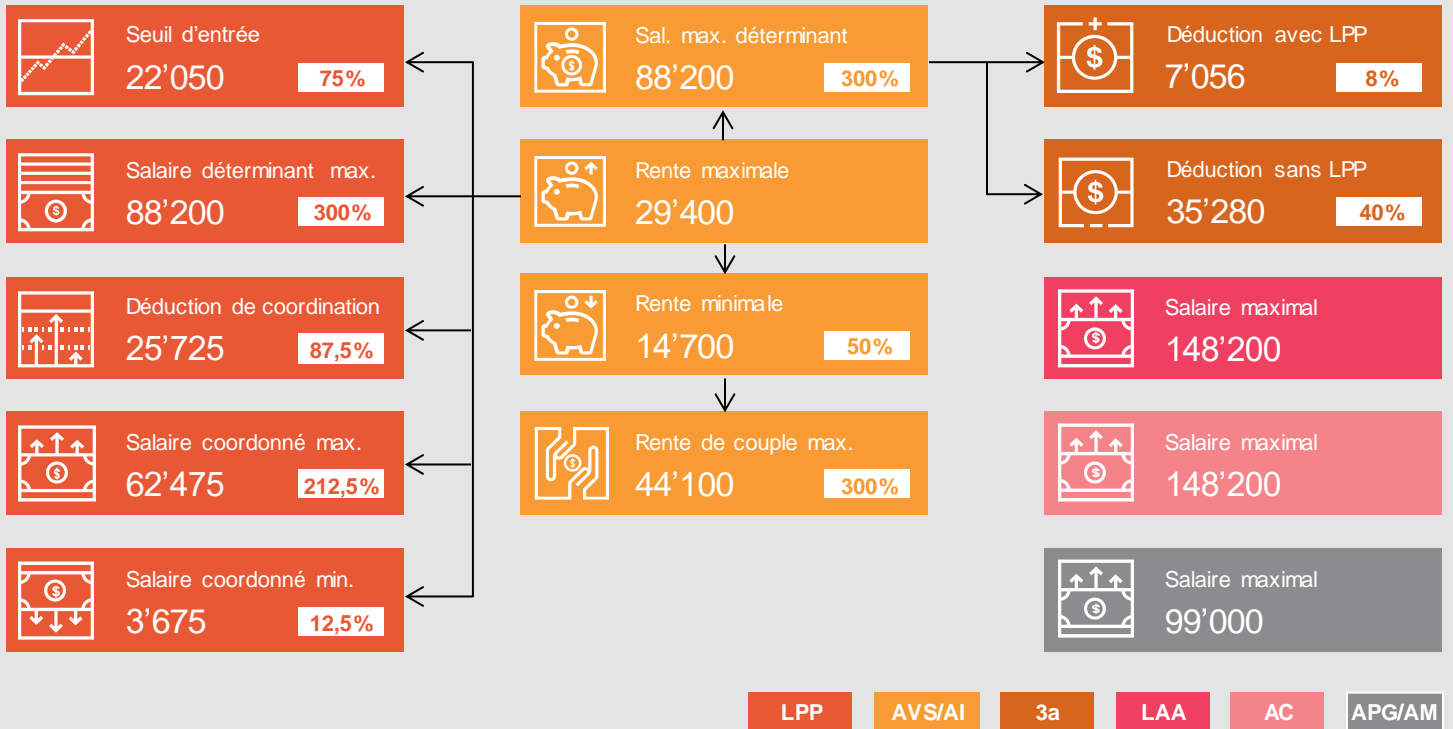 Seuil d'entrée
22'050
75%
Salaire déterminant max.
88'200
300%
Déduction de coordination
25'725
87,5%
Salaire coordonné max.
62'475
212,5%
Salaire coordonné min.
3'675
12,5%
Sal. max. déterminant
88'200
300%
Rente maximale
29'400
Rente minimale
14'700
50%
Rente de couple max.
44'100
300%
Déduction avec LPP
7'056
8%
Déduction sans LPP
35'280
40%
Salaire maximal
148'200
Salaire maximal
148'200
Salaire maximal
99'000
LPP
AVS/AI
3a
LAA
AC
APG/AM